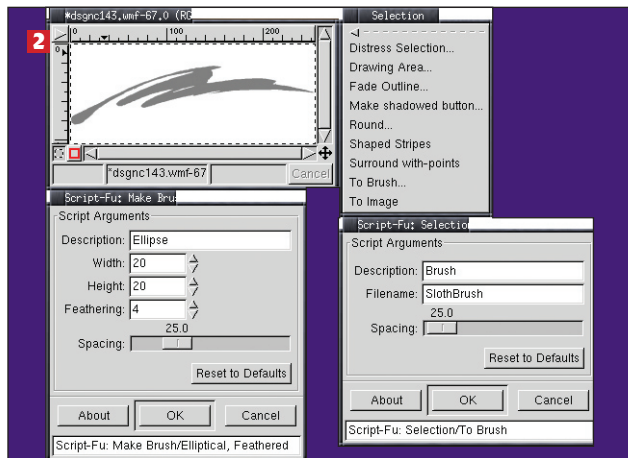 *dsgnc143.wmf-67.0 (RG
Selection
2
0 100 200
0
Distress Selection...
Drawing Area...
Fade Outline...
Make shadowed button...
Round...
Shaped Stripes
Surround with-points
To Brush...
To Image
*dsgnc143.wmf-67
Cancel
Script-Fu: Make Bru
Script Arguments
Description: Ellipse
Width: 20
Height: 20
Feathering: 4
25.0
Spacing:
Reset to Defaults
About OK Cancel
Script-Fu: Make Brush/Elliptical, Feathered
Script-Fu: Selectio
Script Arguments
Description: Brush
Filename: SlothBrush
25.0
Spacing:
Reset to Defaults
About OK Cancel
Script-Fu: Selection/To Brush